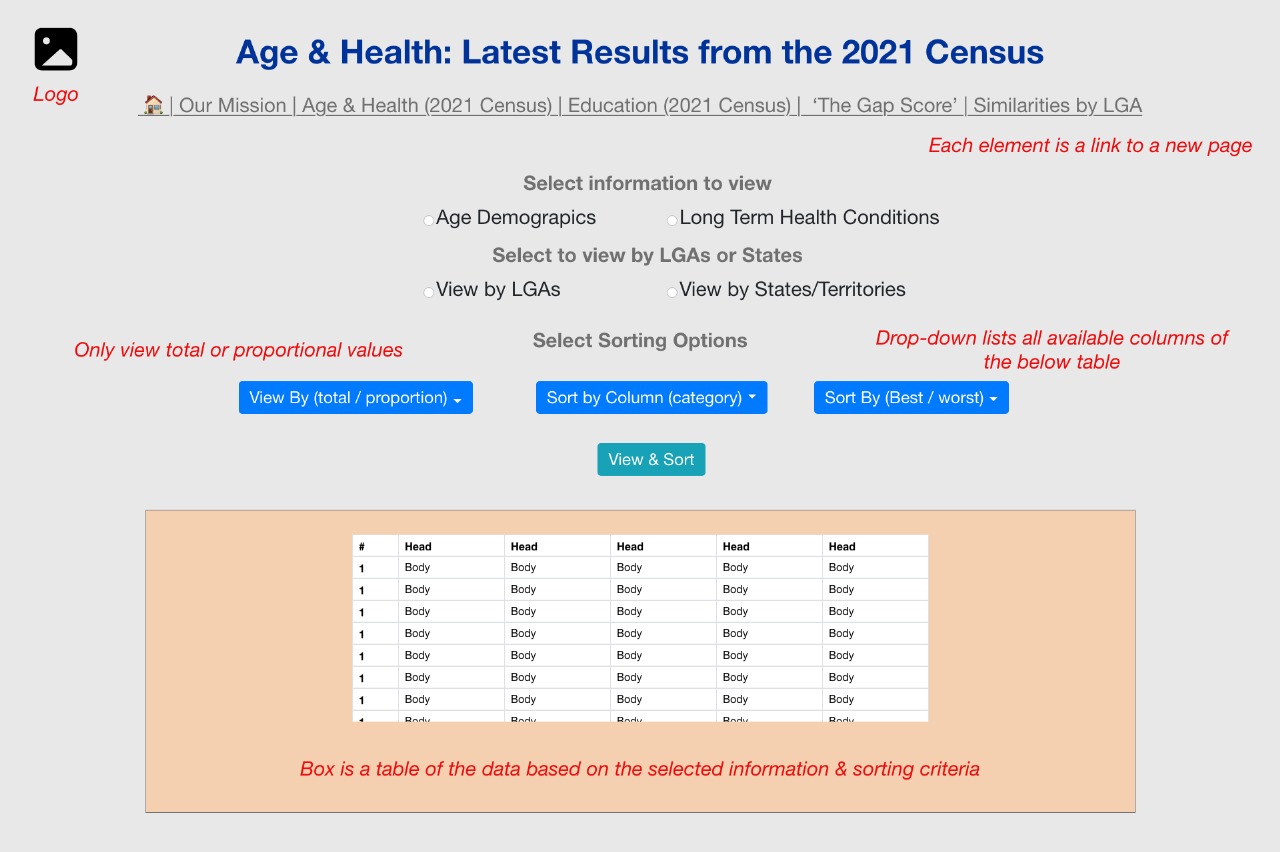 Age & Health: Latest Results from the 2021 Census
Logo
🏠 | Our Mission | Age & Health (2021 Census) | Education (2021 Census) | ‘The Gap Score’ | Similarities by LGA
Each element is a link to a new page
Select information to view
Age Demograpics Long Term Health Conditions
Select to view by LGAs or States
View by LGAs View by States/Territories
Only view total or proportional values
Select Sorting Options
Drop-down lists all available columns of
the below table
View By (total / proportion) Sort by Column (category) Sort By (Best / worst)
View & Sort
# Head Head Head Head Head
1 Body Body Body Body Body
1 Body Body Body Body Body
1 Body Body Body Body Body
1 Body Body Body Body Body
1 Body Body Body Body Body
1 Body Body Body Body Body
1 Body Body Body Body Body
1 Body Body Body Body Body
Box is a table of the data based on the selected information & sorting criteria